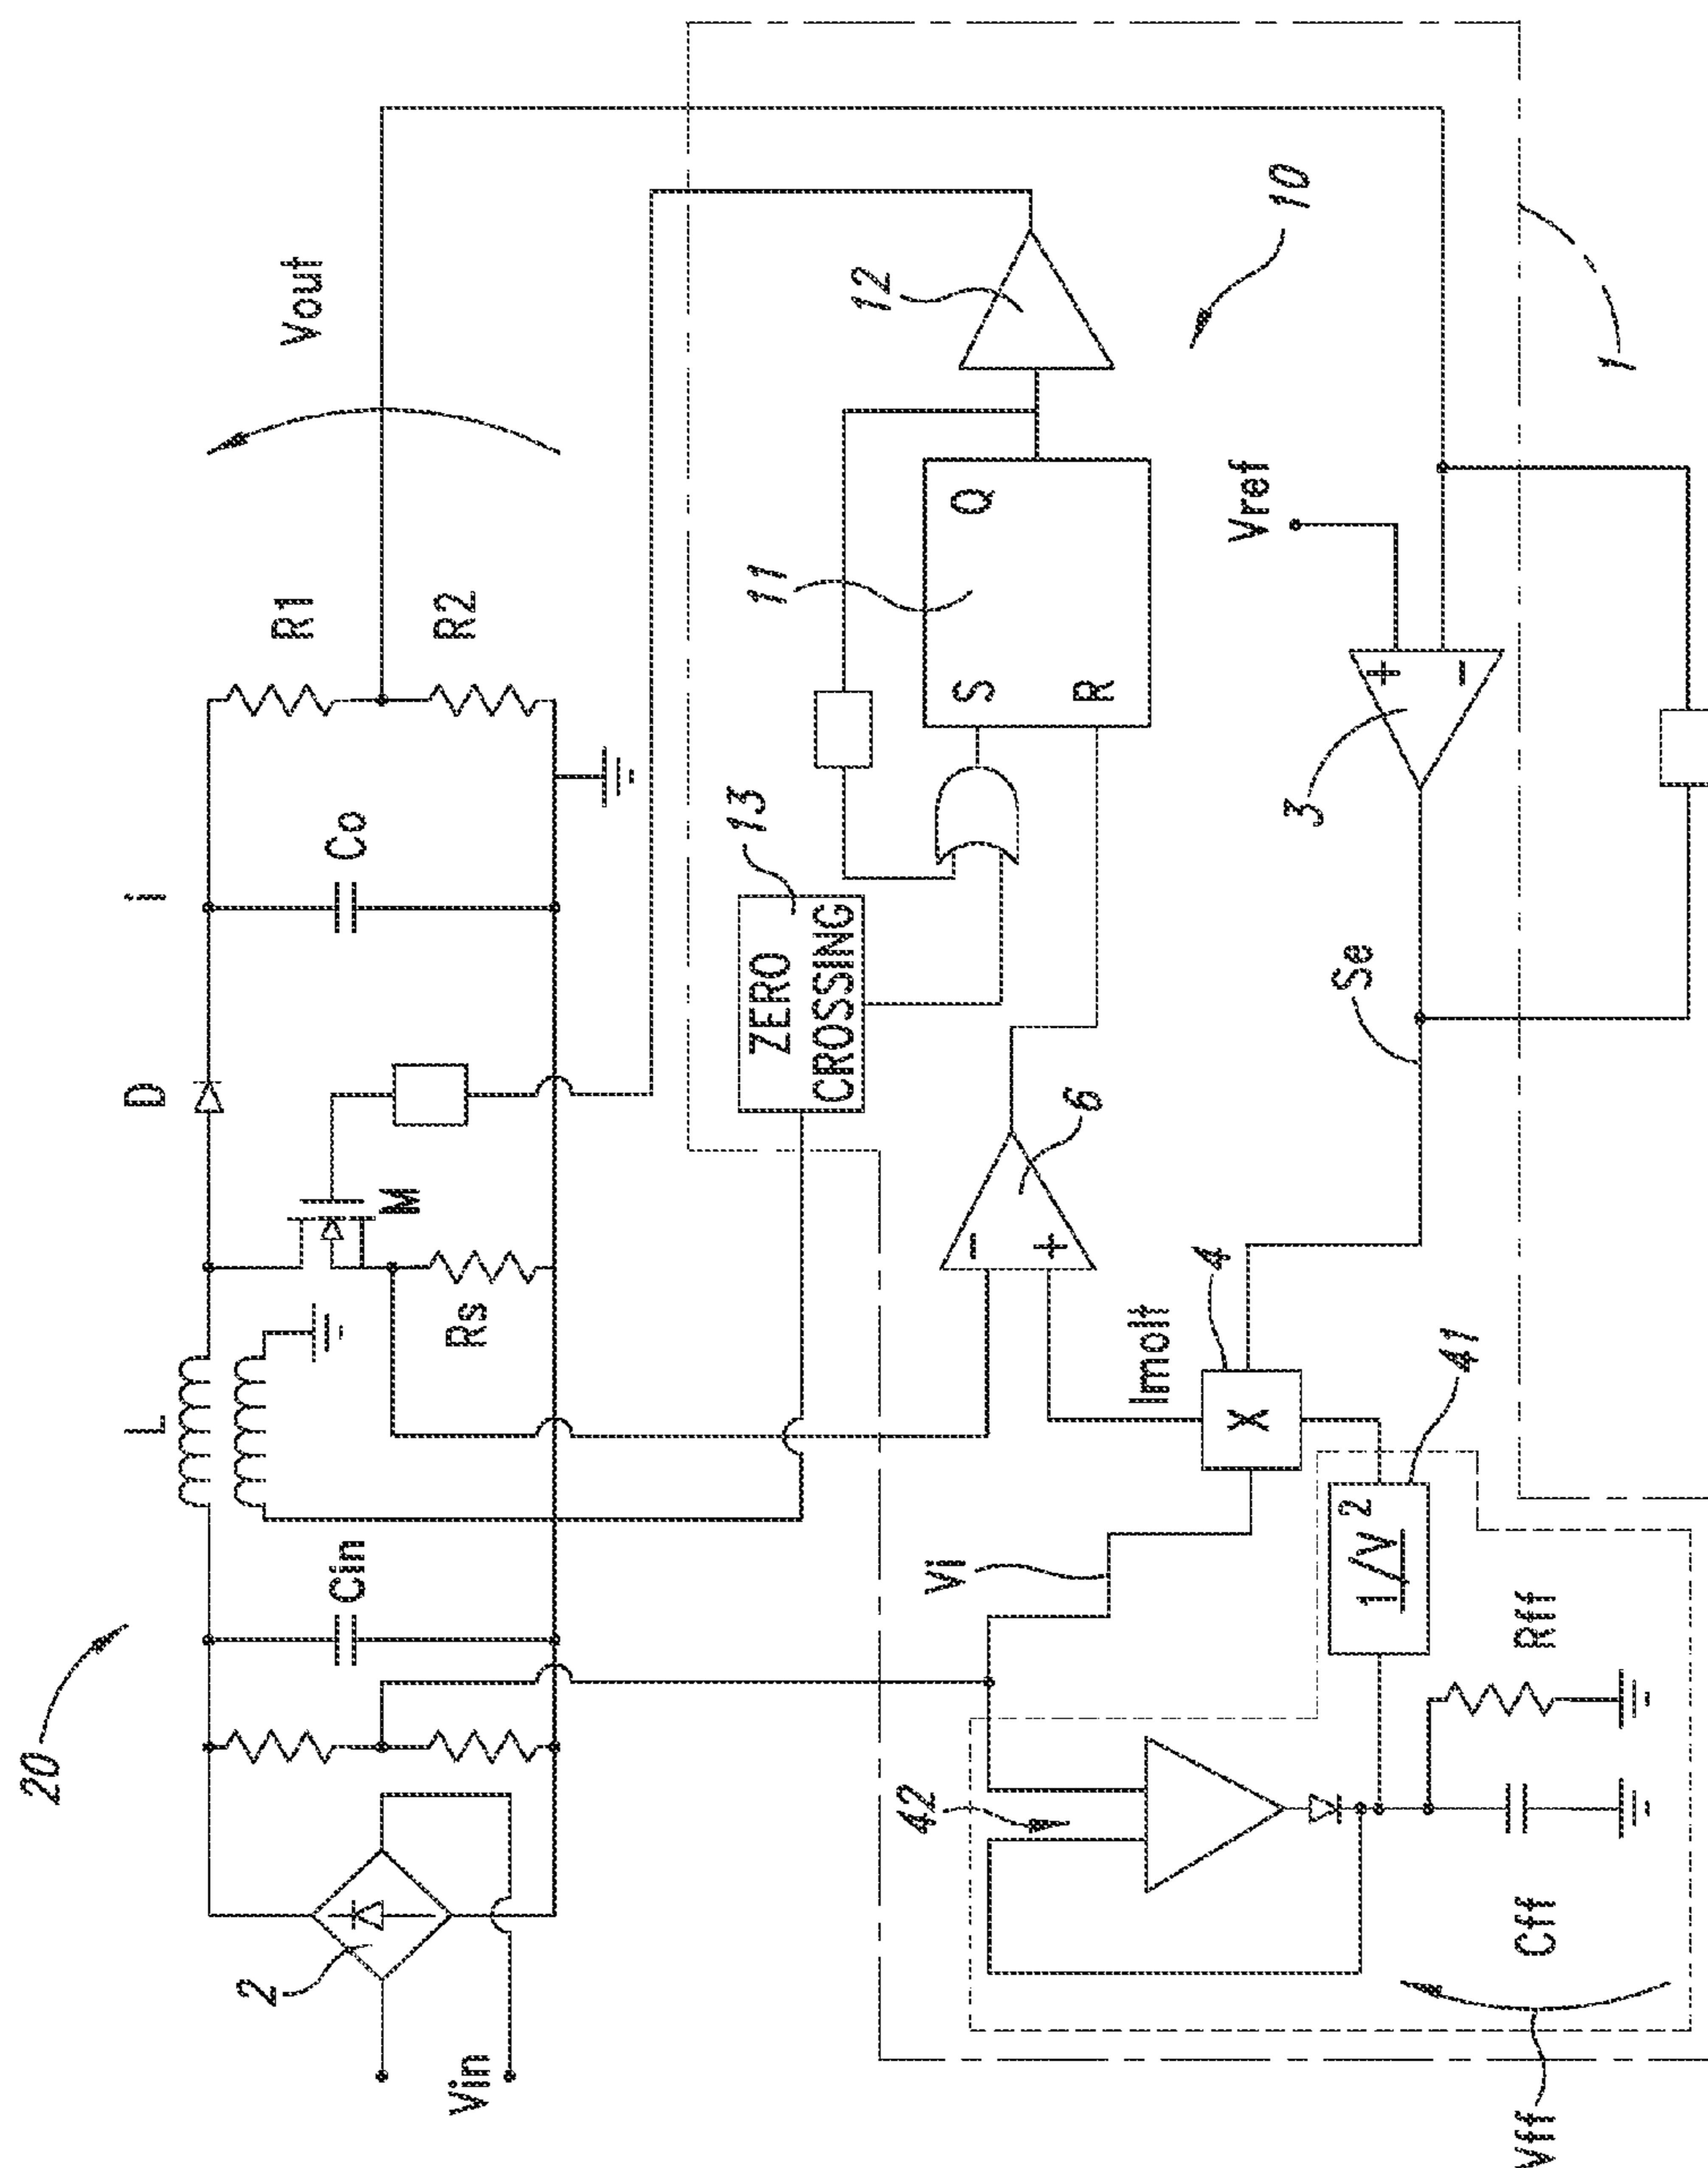 20
Vin
2
Cin
L
Rs
M
D
i
Co
R1
R2
Vout
ZERO
CROSSING
13
11
S
R
Q
12
10
6
-
+
Imolt
4
X
Vi
42
1/V²
41
Rff
Cff
Vff
Se
3
+
-
Vref
1